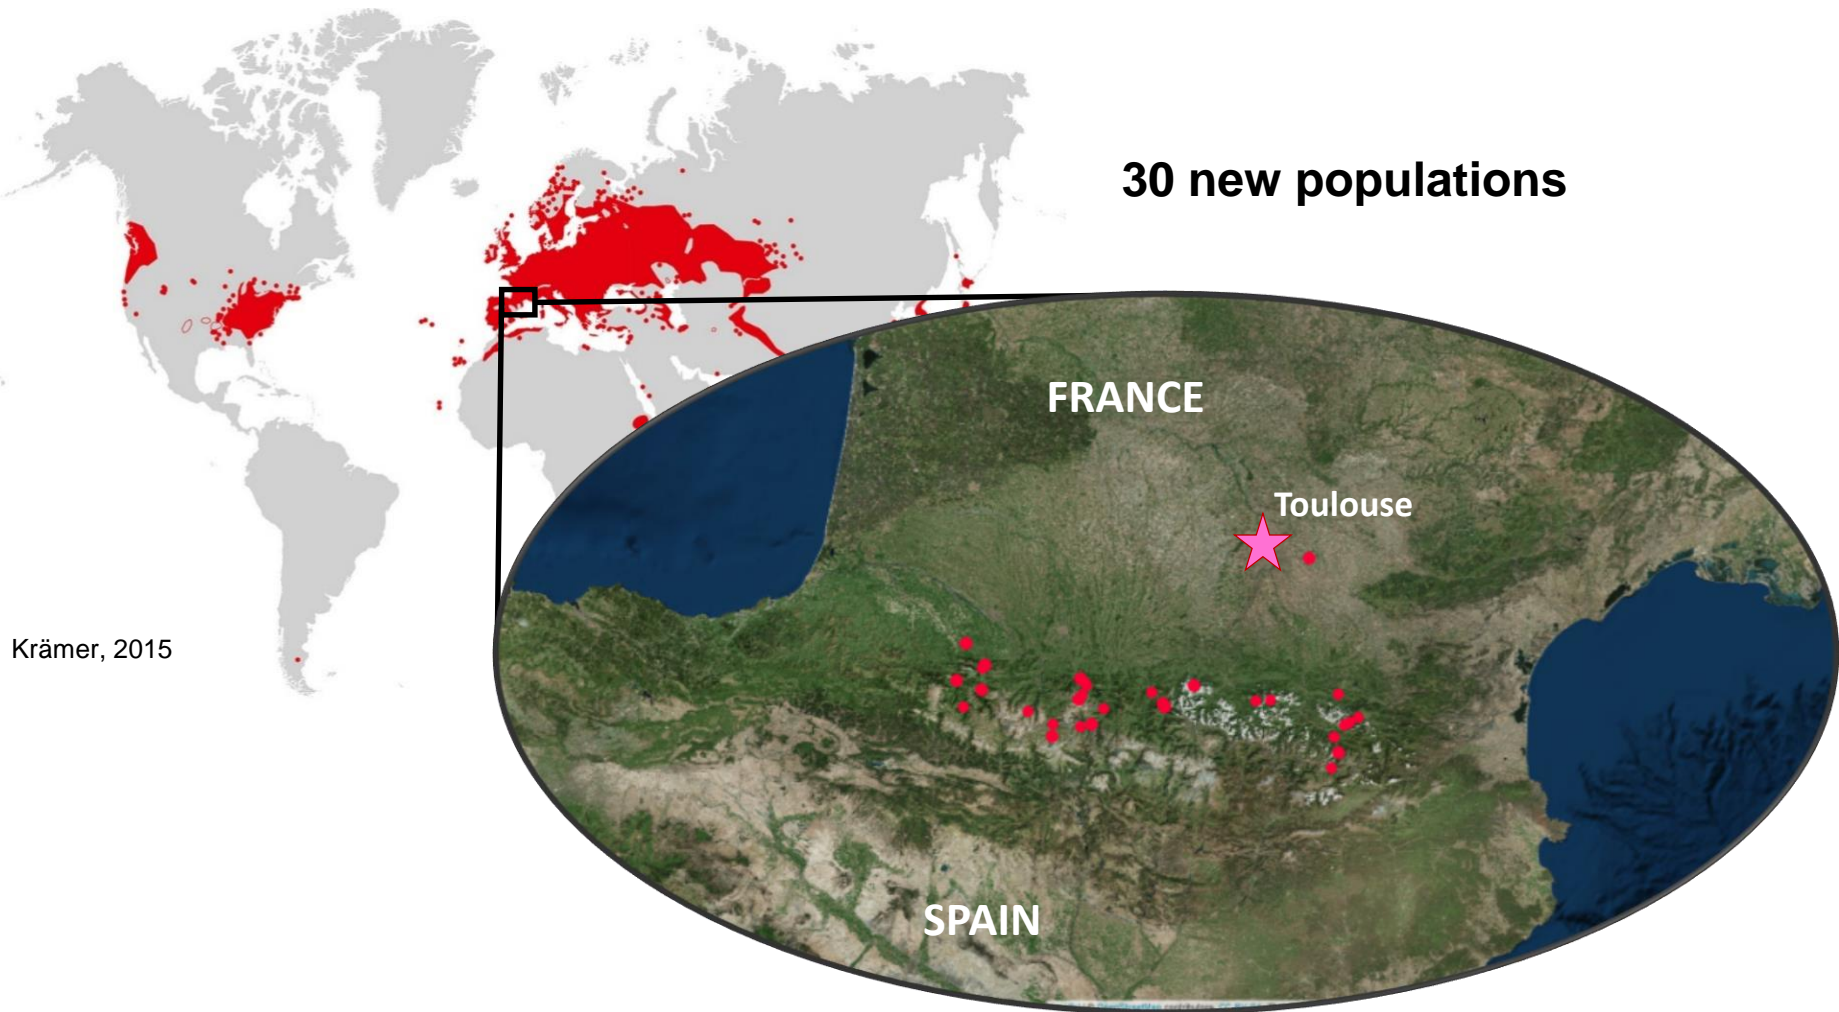 30 new populations
FRANCE
Toulouse
Krämer, 2015
SPAIN